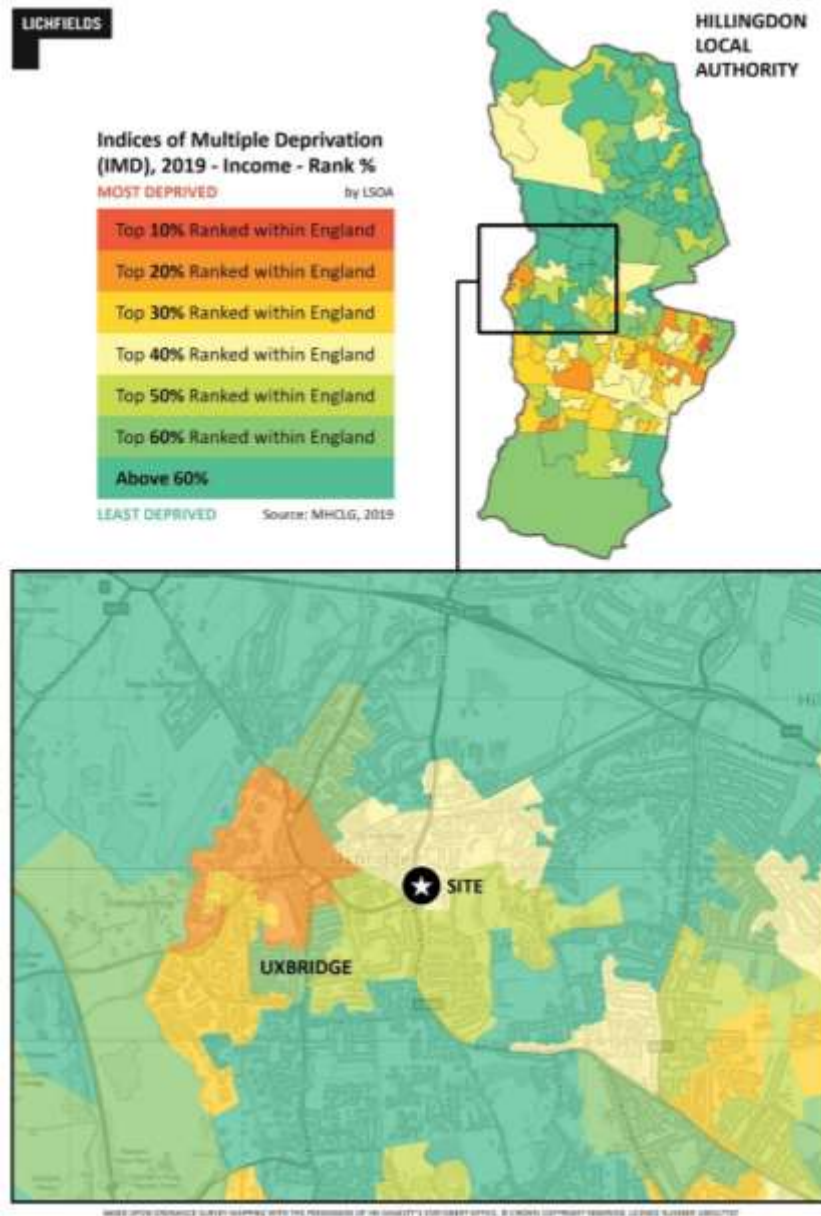 LICHFIELDS
HILLINGDON
LOCAL
AUTHORITY
Indices of Multiple Deprivation
(IMD), 2019 - Income - Rank %
MOST DEPRIVED by LSOA
Top 10% Ranked within England
Top 20% Ranked within England
Top 30% Ranked within England
Top 40% Ranked within England
Top 50% Ranked within England
Top 60% Ranked within England
Above 60%
LEAST DEPRIVED Source: MHCLG, 2019
SITE
UXBRIDGE